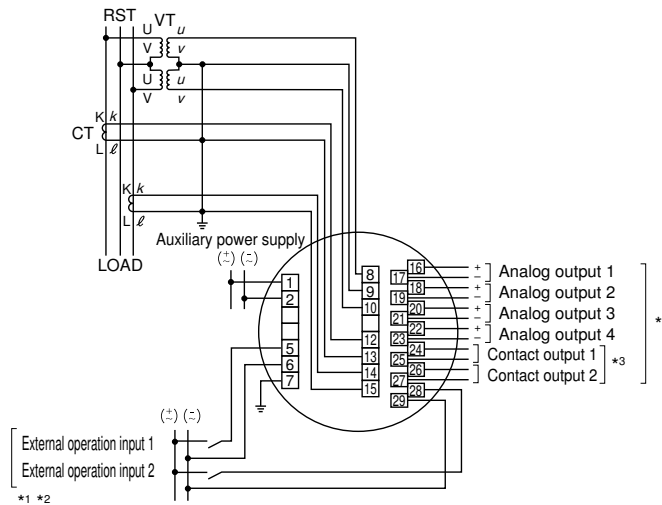 RST
VT
U u
V v
U u
V v
K k
CT
L ℓ
K k
L ℓ
LOAD
Auxiliary power supply
(+~) (-~)
1
2
5
6
7
8
9
10
12
13
14
15
16
17
18
19
20
21
22
23
24
25
26
27
28
29
+ Analog output 1
−
+ Analog output 2
−
+ Analog output 3
−
+ Analog output 4
−
Contact output 1
Contact output 2
*3
*
(+~) (-~)
External operation input 1
External operation input 2
*1 *2